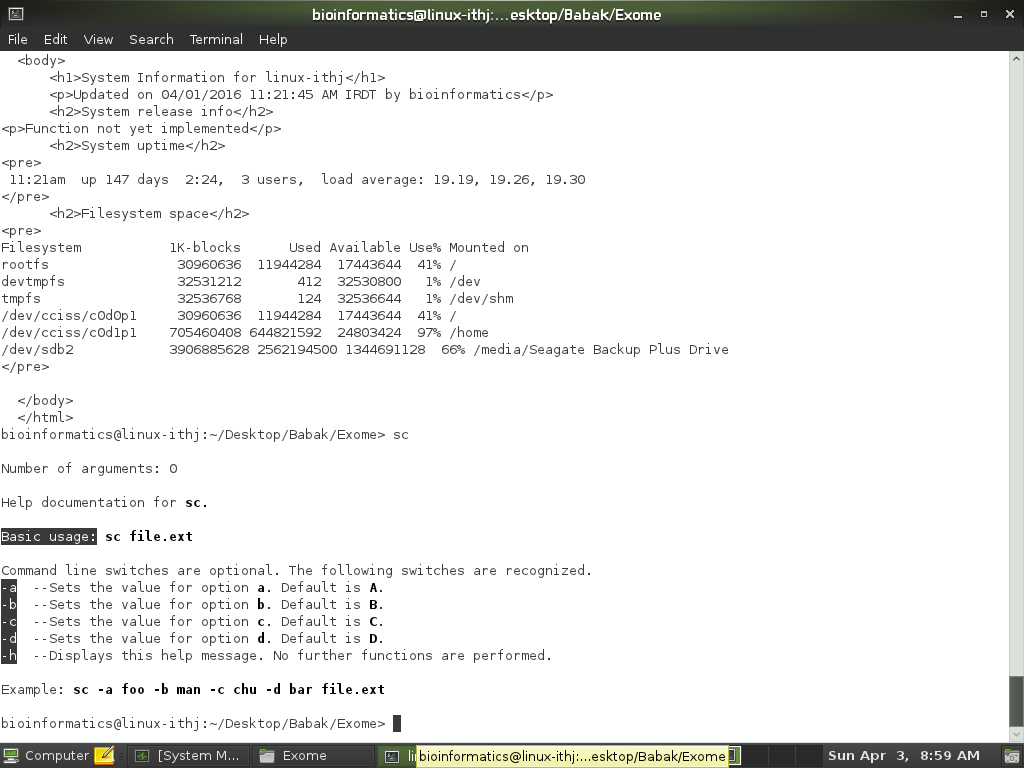 bioinformatics@linux-ithj:...esktop/Babak/Exome
File Edit View Search Terminal Help
<body>
<h1>System Information for linux-ithj</h1>
<p>Updated on 04/01/2016 11:21:45 AM IRDT by bioinformatics</p>
<h2>System release info</h2>
<p>Function not yet implemented</p>
<h2>System uptime</h2>
<pre>
11:21am  up 147 days  2:24,  3 users,  load average: 19.19, 19.26, 19.30
</pre>
<h2>Filesystem space</h2>
<pre>
Filesystem           1K-blocks      Used Available Use% Mounted on
rootfs                30960636  11944284  17443644  41% /
devtmpfs              32531212       412  32530800   1% /dev
tmpfs                 32536768       124  32536644   1% /dev/shm
/dev/cciss/c0d0p1     30960636  11944284  17443644  41% /
/dev/cciss/c0d1p1    705460408 644821592  24803424  97% /home
/dev/sdb2            3906885628 2562194500 1344691128  66% /media/Seagate Backup Plus Drive
</pre>
</body>
</html>
bioinformatics@linux-ithj:~/Desktop/Babak/Exome> sc
Number of arguments: 0
Help documentation for sc.
Basic usage: sc file.ext
Command line switches are optional. The following switches are recognized.
-a  --Sets the value for option a. Default is A.
-b  --Sets the value for option b. Default is B.
-c  --Sets the value for option c. Default is C.
-d  --Sets the value for option d. Default is D.
-h  --Displays this help message. No further functions are performed.
Example: sc -a foo -b man -c chu -d bar file.ext
bioinformatics@linux-ithj:~/Desktop/Babak/Exome>
Computer [System M... Exome bioinformatics@linux-ithj:...esktop/Babak/Exome Sun Apr 3, 8:59 AM